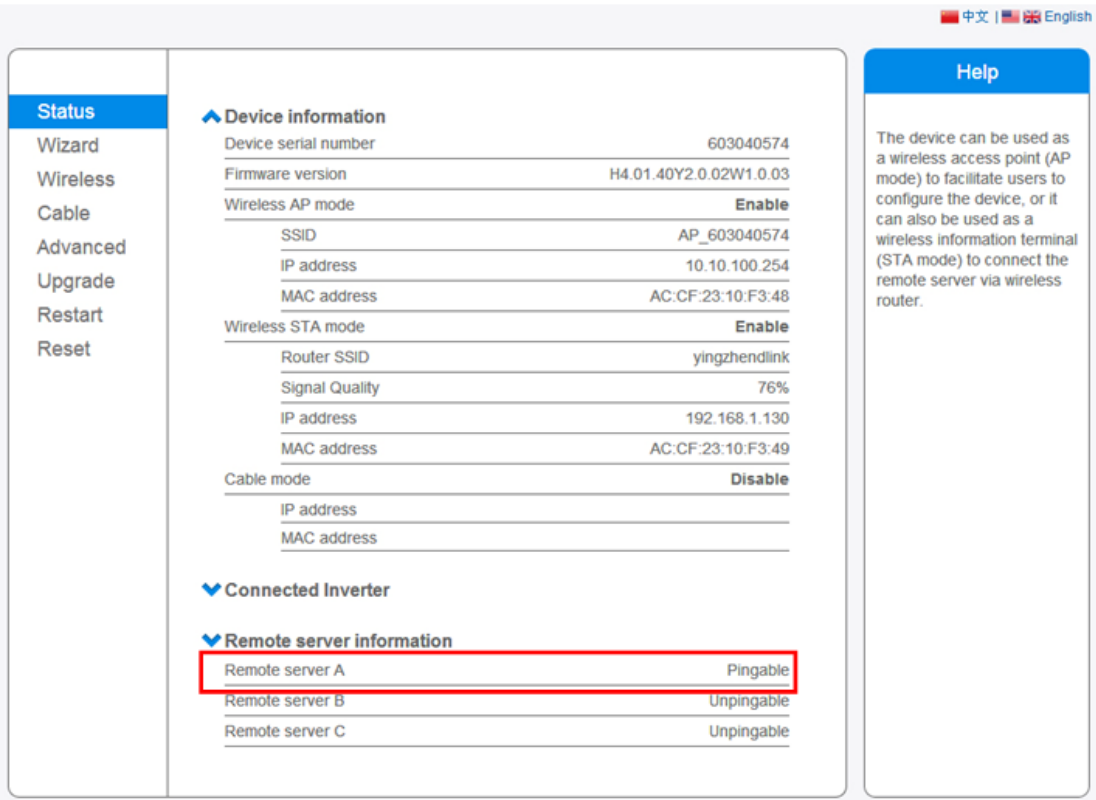 中文 | English
Status
Wizard
Wireless
Cable
Advanced
Upgrade
Restart
Reset
Device information
Device serial number 603040574
Firmware version H4.01.40Y2.0.02W1.0.03
Wireless AP mode Enable
SSID AP_603040574
IP address 10.10.100.254
MAC address AC:CF:23:10:F3:48
Wireless STA mode Enable
Router SSID yingzhendlink
Signal Quality 76%
IP address 192.168.1.130
MAC address AC:CF:23:10:F3:49
Cable mode Disable
IP address
MAC address
Connected Inverter
Remote server information
Remote server A Pingable
Remote server B Unpingable
Remote server C Unpingable
Help
The device can be used as
a wireless access point (AP
mode) to facilitate users to
configure the device, or it
can also be used as a
wireless information terminal
(STA mode) to connect the
remote server via wireless
router.